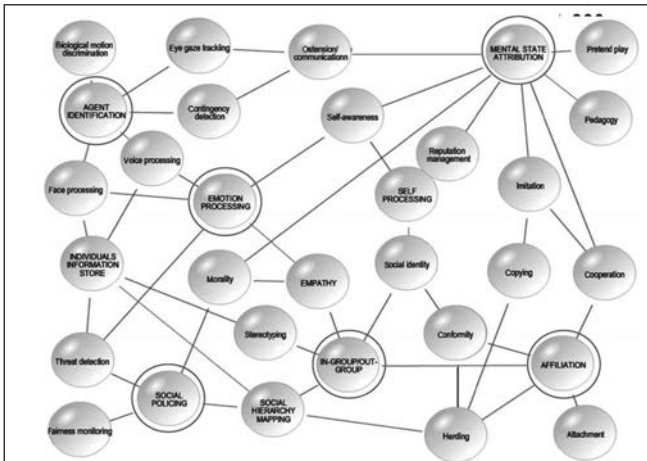 Biological motion
discrimination
Eye gaze tracking
Ostension/
communicationn
MENTAL STATE
ATTRIBUTION
Pretend play
AGENT
IDENTIFICATION
Contingency
detection
Self-awareness
Pedagogy
Voice processing
Reputation
management
Face processing
EMOTION
PROCESSING
SELF
PROCESSING
Imitation
INDIVIDUALS
INFORMATION
STORE
Morality
EMPATHY
Social identity
Copying
Cooperation
Stereotyping
Conformity
Threat detection
IN-GROUP/OUT-
GROUP
AFFILIATION
SOCIAL
POLICING
SOCIAL
HIERARCHY
MAPPING
Fairness monitoring
Herding
Attachment